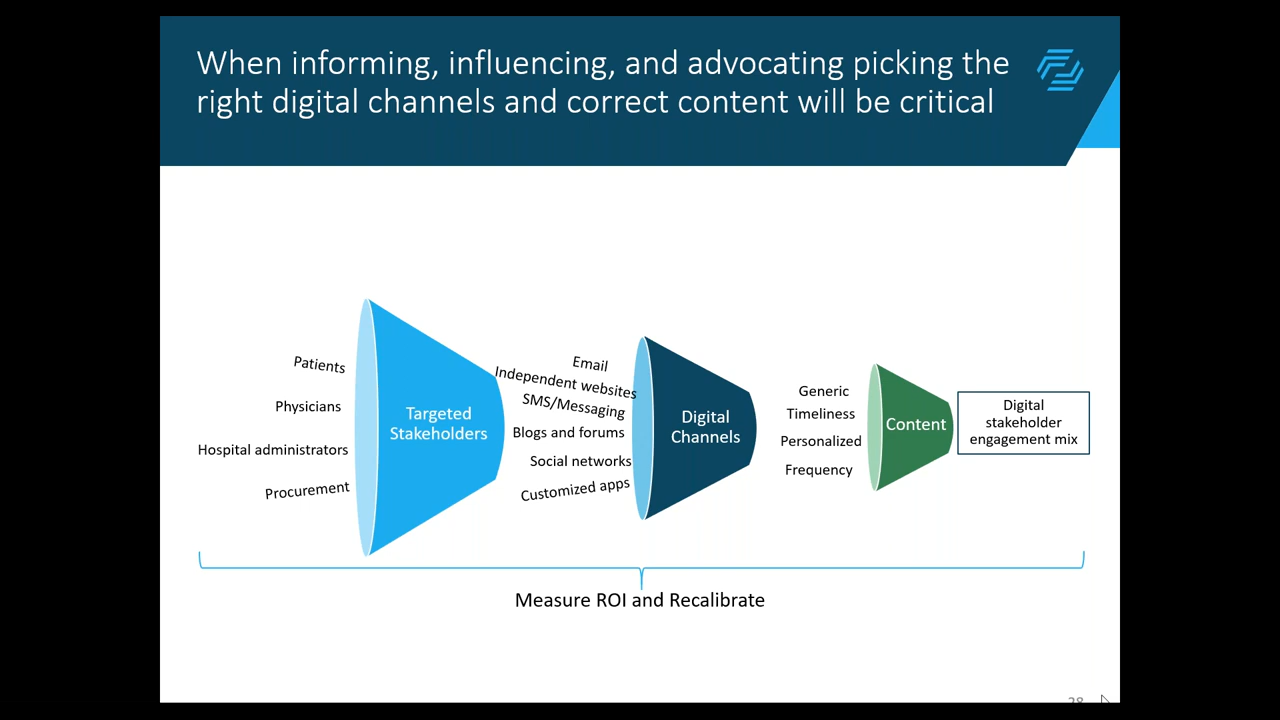 When informing, influencing, and advocating picking the
right digital channels and correct content will be critical
Patients
Physicians
Hospital administrators
Procurement
Targeted
Stakeholders
Email
Independent websites
SMS/Messaging
Blogs and forums
Social networks
Customized apps
Digital
Channels
Generic
Timeliness
Personalized
Frequency
Content
Digital
stakeholder
engagement mix
Measure ROI and Recalibrate